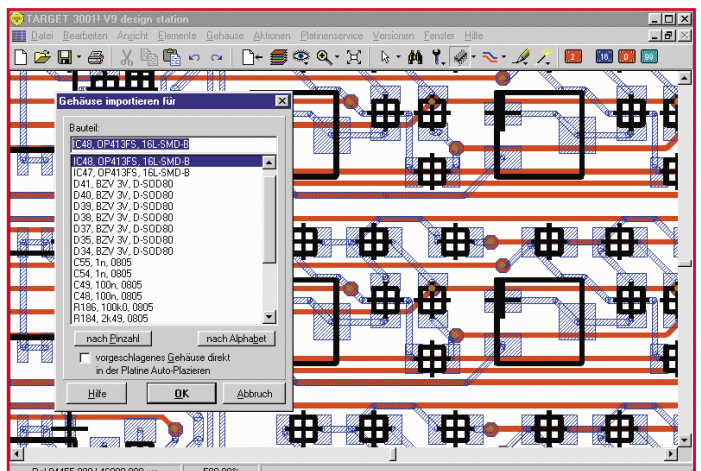 TARGET 3001! V9 design station
Datei Bearbeiten Ansicht Elemente Gehäuse Aktionen Platinenservice Versionen Fenster Hilfe
2 16 0 99
Gehäuse importieren für
Bauteil:
IC48, OP413FS, 16L-SMD-B
IC48, OP413FS, 16L-SMD-B
IC47, OP413FS, 16L-SMD-B
D41, BZV 3V, D-SOD80
D40, BZV 3V, D-SOD80
D39, BZV 3V, D-SOD80
D38, BZV 3V, D-SOD80
D37, BZV 3V, D-SOD80
D35, BZV 3V, D-SOD80
D34, BZV 3V, D-SOD80
C55, 1n, 0805
C54, 1n, 0805
C49, 100n, 0805
C48, 100n, 0805
R186, 100k0, 0805
R184, 2k49, 0805
nach Pinzahl nach Alphabet
vorgeschlagenes Gehäuse direkt
in der Platine Auto-Plazieren
Hilfe OK Abbruch